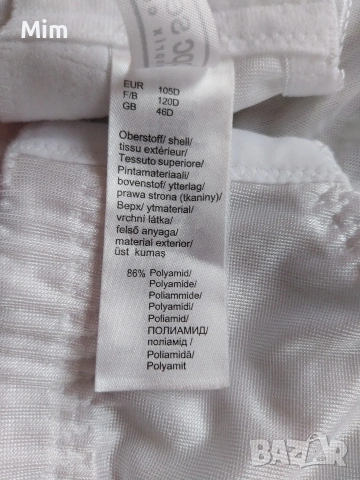 Mim
EUR 105D
F/B 120D
GB 46D
Oberstoff/ shell/
tissu extérieur/
Tessuto superiore/
Pintamateriaali/
bovenstof/ ytterlag/
prawa strona (tkaniny)/
Верх/ ytmaterial/
vrchní látka/
felső anyaga/
material exterior/
üst kumaş
86% Polyamid/
Polyamide/
Poliammide/
Polyamidi/
Poliamid/
ПОЛИАМИД/
поліамід /
Poliamidă/
Polyamit
BAZAR